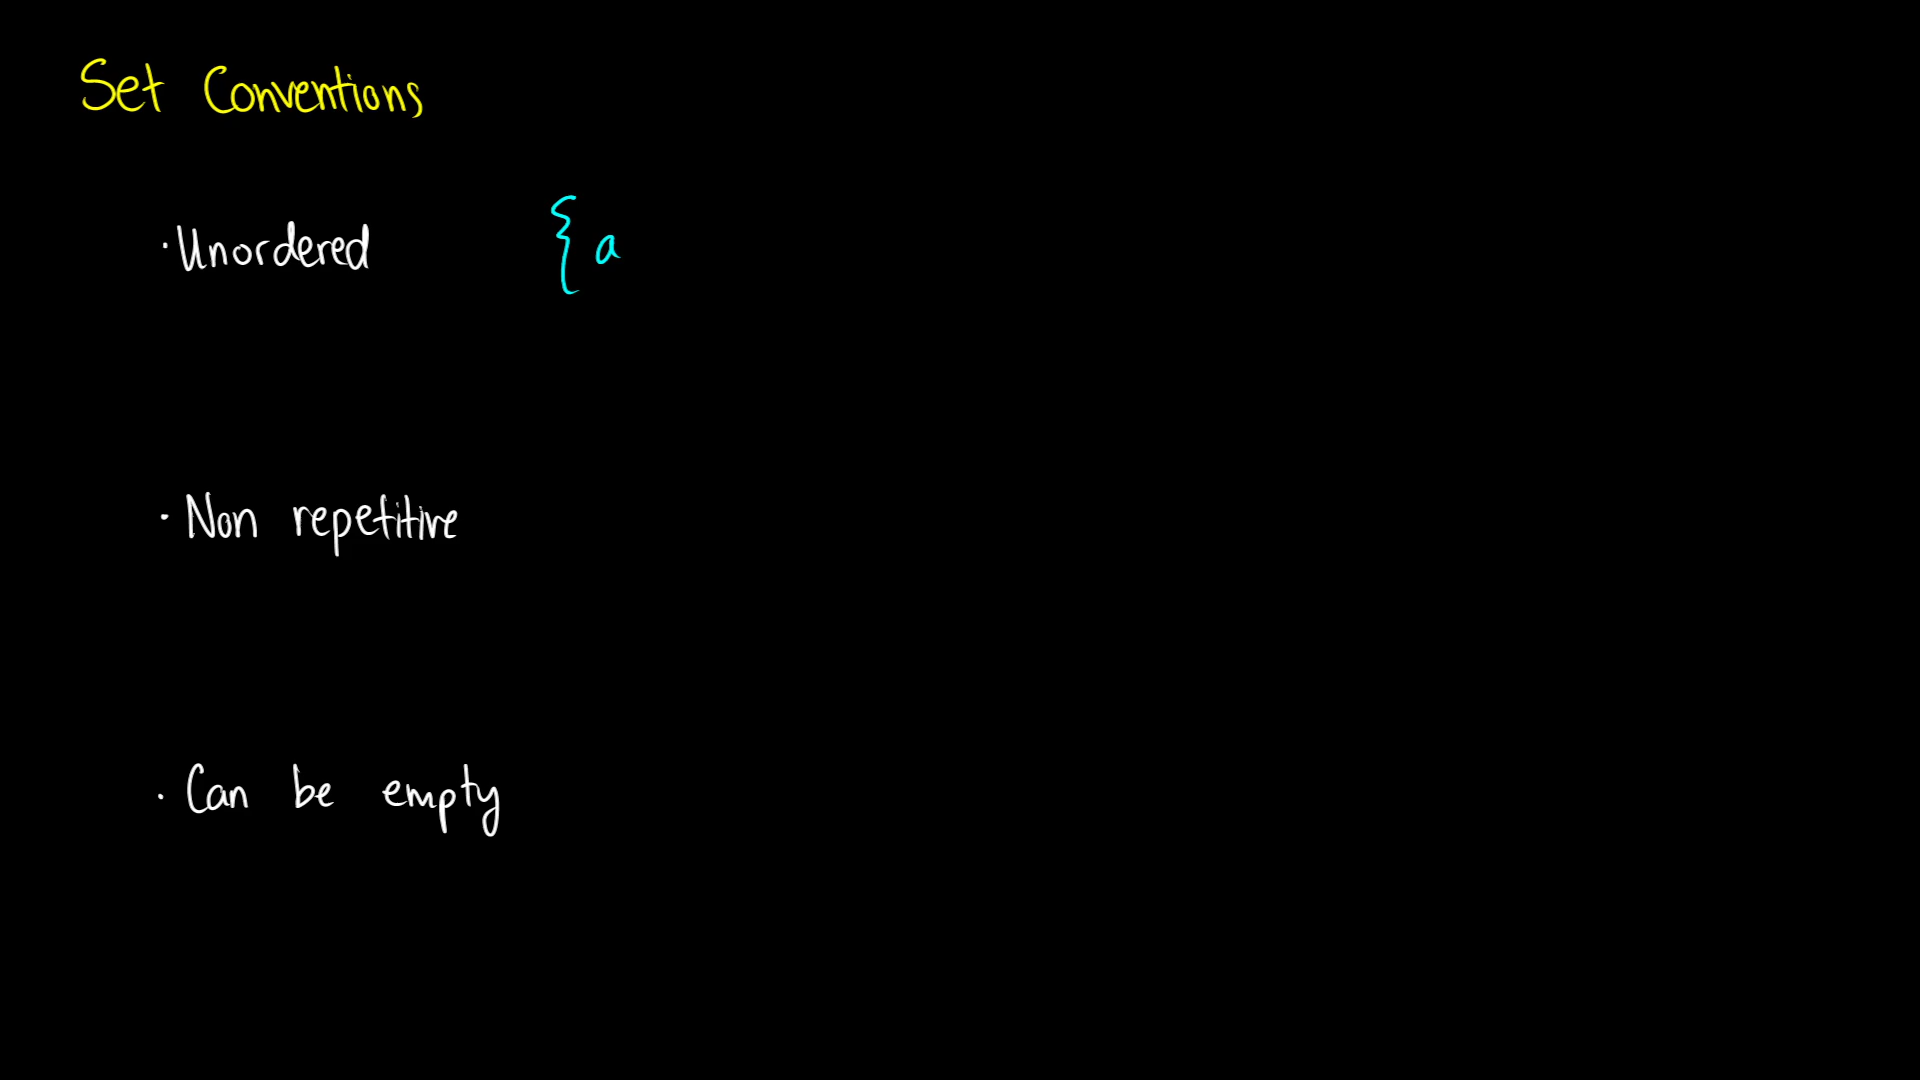 Set Conventions
· Unordered { a
· Non repetitive
· Can be empty